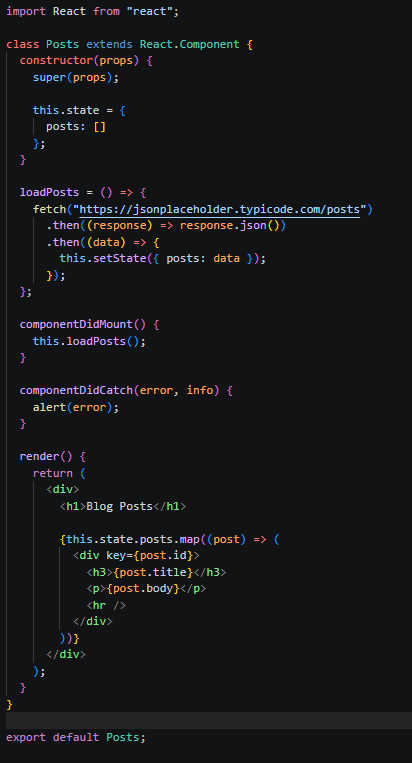 import React from "react";
class Posts extends React.Component {
constructor(props) {
super(props);
this.state = {
posts: []
};
}
loadPosts = () => {
fetch("https://jsonplaceholder.typicode.com/posts")
.then((response) => response.json())
.then((data) => {
this.setState({ posts: data });
});
};
componentDidMount() {
this.loadPosts();
}
componentDidCatch(error, info) {
alert(error);
}
render() {
return (
<div>
<h1>Blog Posts</h1>
{this.state.posts.map((post) => (
<div key={post.id}>
<h3>{post.title}</h3>
<p>{post.body}</p>
<hr />
</div>
))}
</div>
);
}
}
export default Posts;